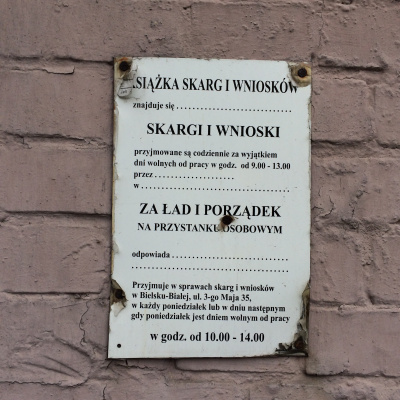 KSIĄŻKA SKARG I WNIOSKÓW
znajduje się
SKARGI I WNIOSKI
przyjmowane są codziennie za wyjątkiem
dni wolnych od pracy w godz. od 9.00 - 13.00
przez
w
ZA ŁAD I PORZĄDEK
NA PRZYSTANKU OSOBOWYM
odpowiada
Przyjmuje w sprawach skarg i wniosków
w Bielsku-Białej, ul. 3-go Maja 35,
w każdy poniedziałek lub w dniu następnym
gdy poniedziałek jest dniem wolnym od pracy
w godz. od 10.00 - 14.00